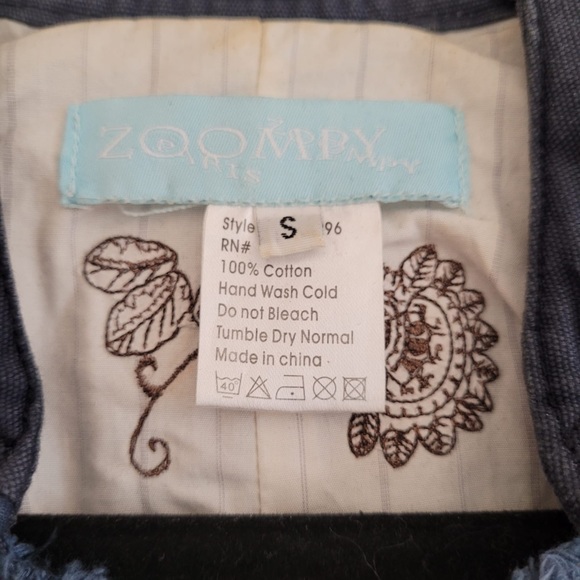 ZOOMPY
PARIS
S
Style 96
RN#
100% Cotton
Hand Wash Cold
Do not Bleach
Tumble Dry Normal
Made in china .
40